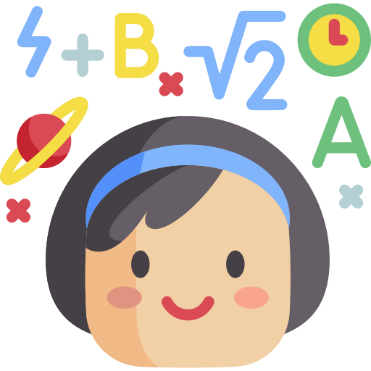 + B × √2
A
× ×